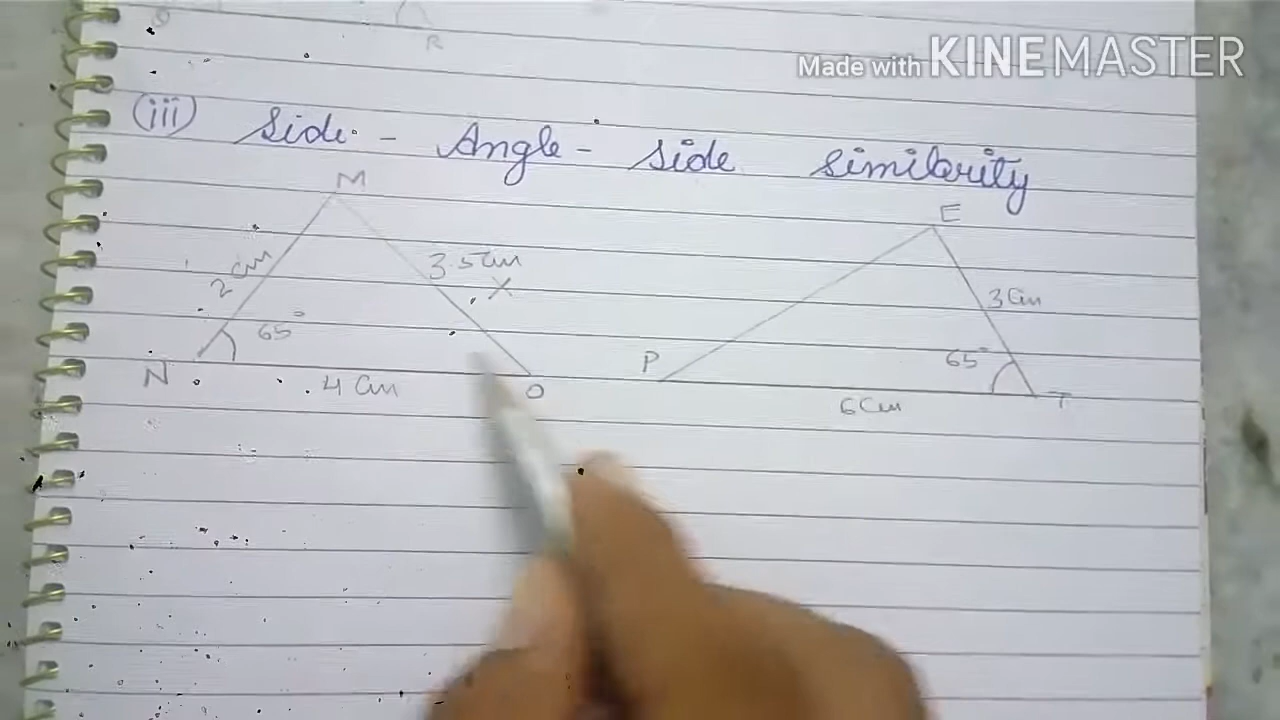 Q
R
Made with KINEMASTER
(iii) Side - Angle - Side Similarity
M
E
2 cm
3.5 cm
X
3 cm
65°
65°
P
N
4 cm
O
6 cm
T